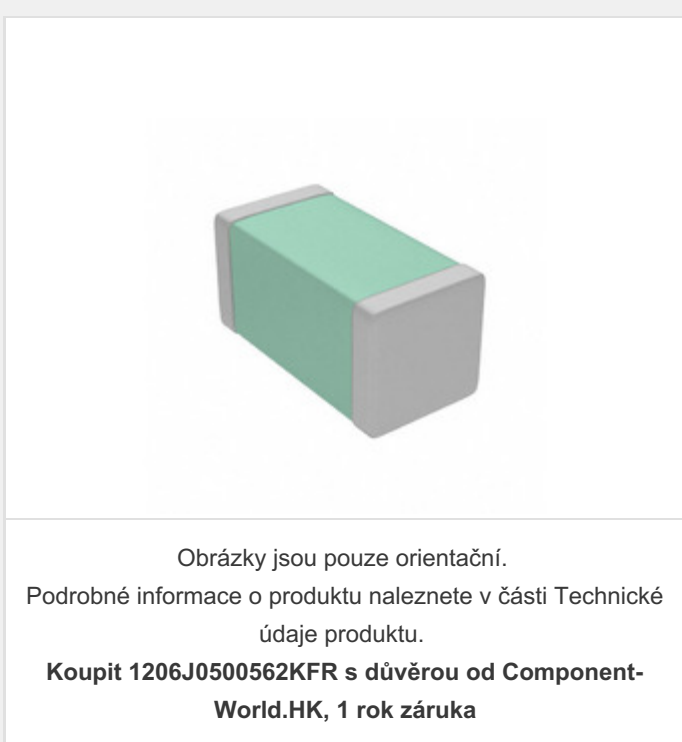 Obrázky jsou pouze orientační.
Podrobné informace o produktu naleznete v části Technické
údaje produktu.
Koupit 1206J0500562KFR s důvěrou od Component-
World.HK, 1 rok záruka